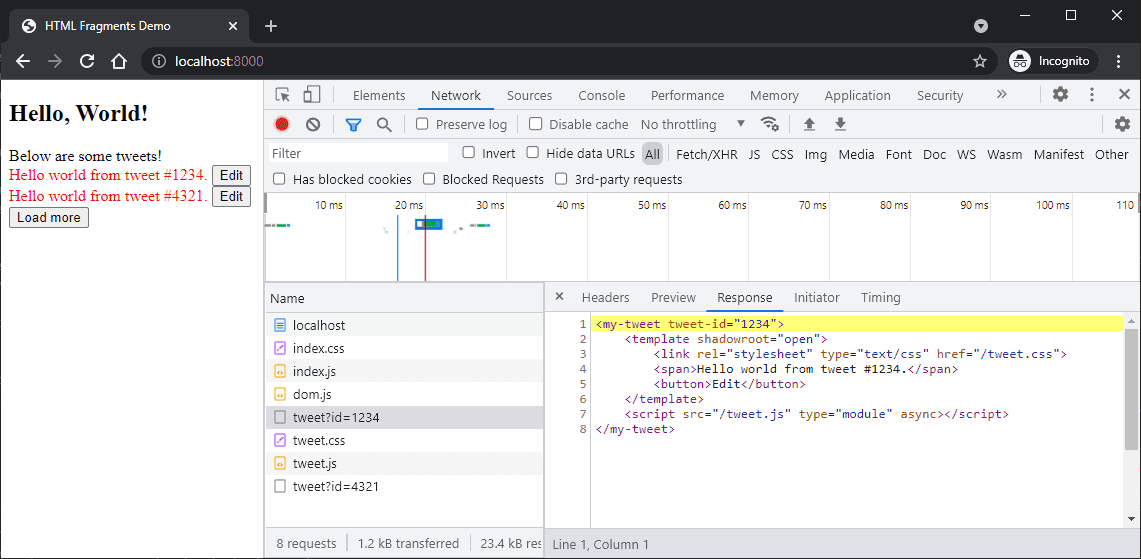 HTML Fragments Demo
localhost:8000
Incognito
Hello, World!
Below are some tweets!
Hello world from tweet #1234. Edit
Hello world from tweet #4321. Edit
Load more
Elements Network Sources Console Performance Memory Application Security
Preserve log Disable cache No throttling
Filter Invert Hide data URLs All Fetch/XHR JS CSS Img Media Font Doc WS Wasm Manifest Other
Has blocked cookies Blocked Requests 3rd-party requests
10 ms 20 ms 30 ms 40 ms 50 ms 60 ms 70 ms 80 ms 90 ms 100 ms 110
Name
localhost
index.css
index.js
dom.js
tweet?id=1234
tweet.css
tweet.js
tweet?id=4321
8 requests 1.2 kB transferred 23.4 kB res
Headers Preview Response Initiator Timing
1 <my-tweet tweet-id="1234">
2 <template shadowroot="open">
3 <link rel="stylesheet" type="text/css" href="/tweet.css">
4 <span>Hello world from tweet #1234.</span>
5 <button>Edit</button>
6 </template>
7 <script src="/tweet.js" type="module" async></script>
8 </my-tweet>
Line 1, Column 1